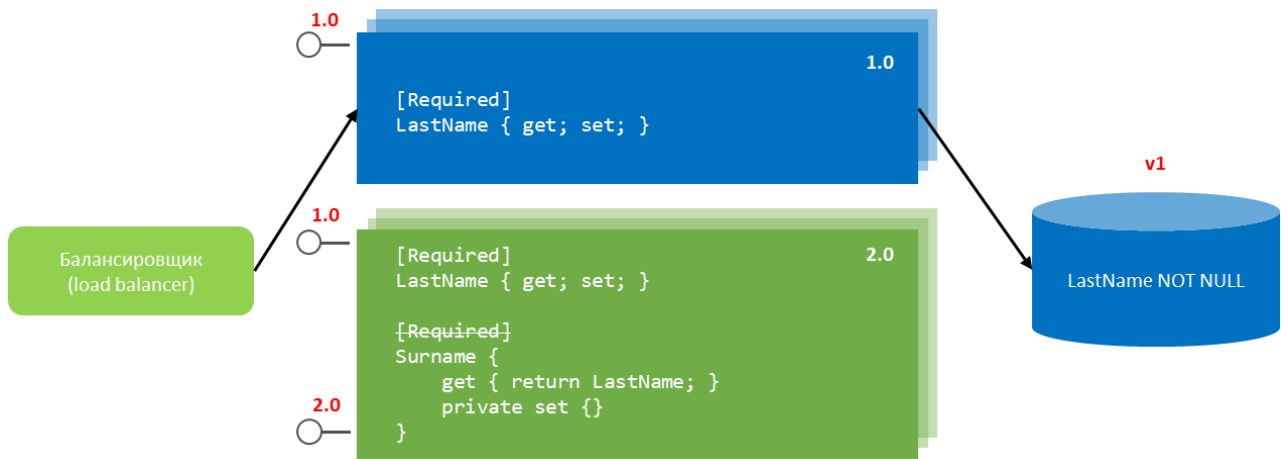 1.0
1.0
[Required]
LastName { get; set; }
v1
1.0
Балансировщик
(load balancer)
[Required]
2.0
LastName { get; set; }
LastName NOT NULL
[Required]
Surname {
get { return LastName; }
private set {}
2.0
}